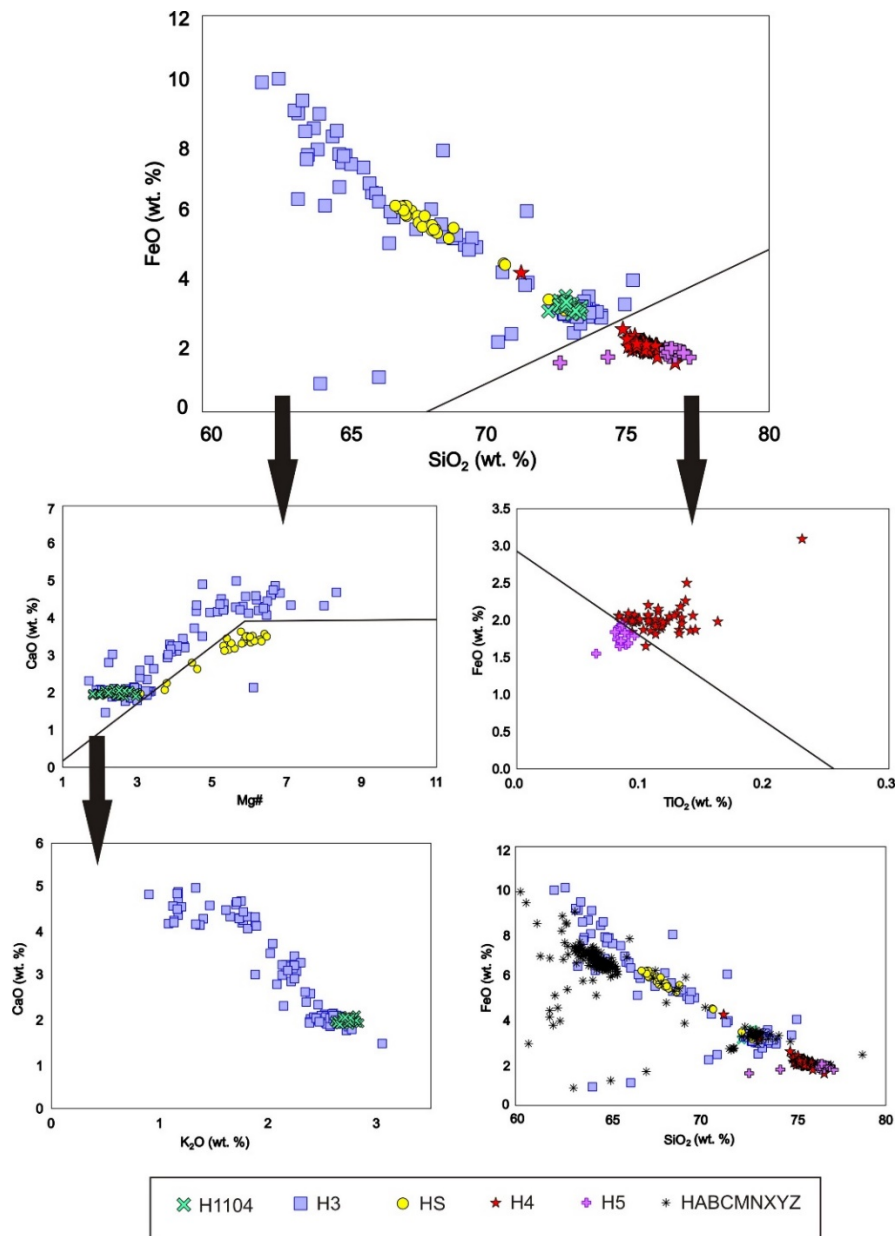 12
10
8
6
4
2
0
FeO (wt. %)
60 65 70 75 80
SiO₂ (wt. %)
7
6
5
4
3
2
1
0
CaO (wt. %)
1 3 5 7 9 11
Mg#
3.5
3.0
2.5
2.0
1.5
1.0
0.5
0.0
FeO (wt. %)
0.0 0.1 0.2 0.3
TiO₂ (wt. %)
6
5
4
3
2
1
0
CaO (wt. %)
0 1 2 3
K₂O (wt. %)
12
10
8
6
4
2
0
FeO (wt. %)
60 65 70 75 80
SiO₂ (wt. %)
H1104 H3 HS H4 H5 HABCMNXYZ